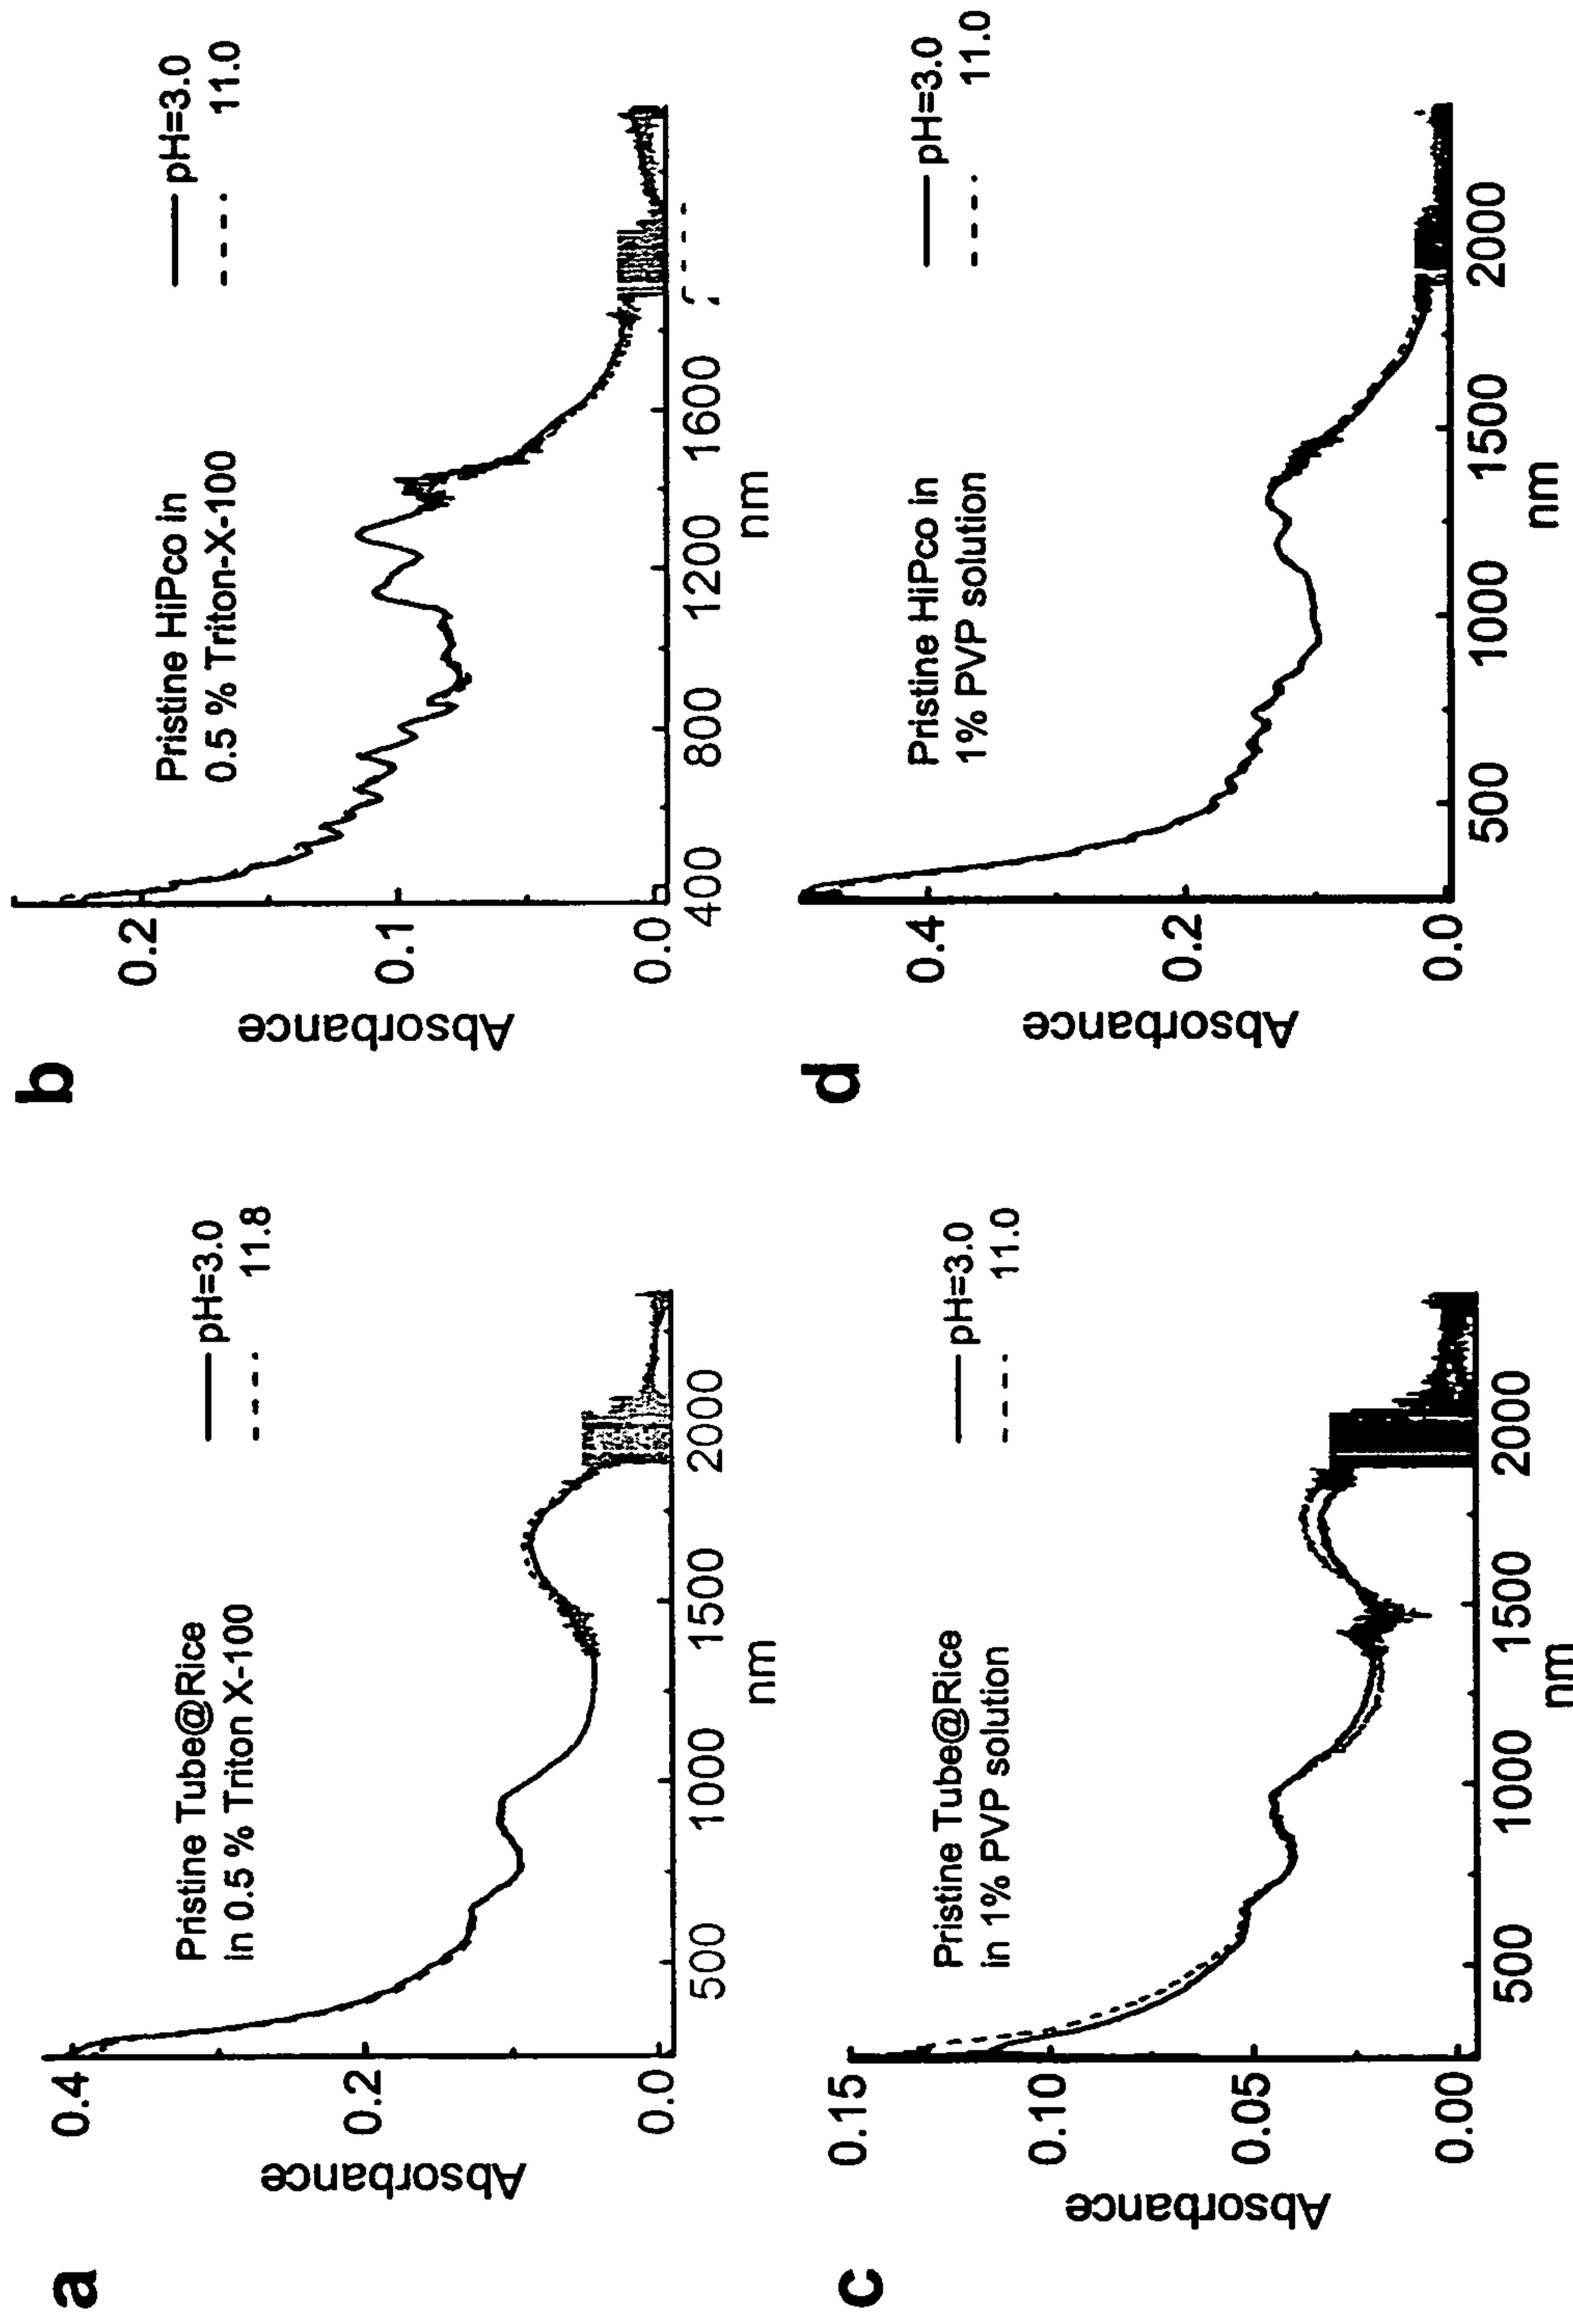 a
Absorbance
0.4
0.2
0.0
Pristine Tube@Rice
in 0.5 % Triton X-100
pH=3.0
11.8
500
1000
1500
2000
nm
b
Absorbance
0.2
0.1
0.0
Pristine HiPco in
0.5 % Triton-X-100
pH=3.0
11.0
400
800
1200
1600
nm
c
Absorbance
0.15
0.10
0.05
0.00
Pristine Tube@Rice
in 1% PVP solution
pH=3.0
11.0
500
1000
1500
2000
nm
d
Absorbance
0.4
0.2
0.0
Pristine HiPco in
1% PVP solution
pH=3.0
11.0
500
1000
1500
2000
nm